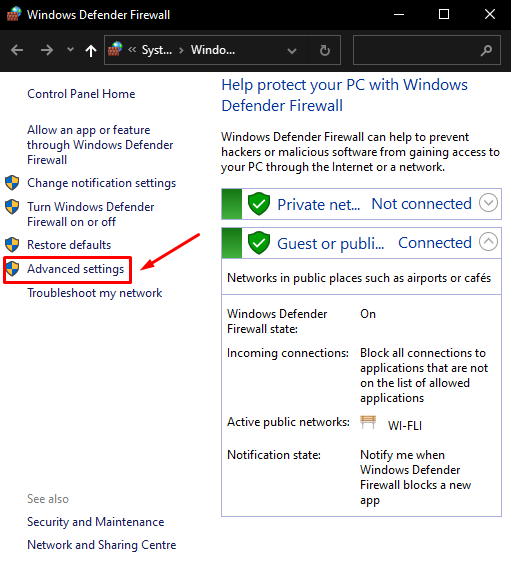 Windows Defender Firewall
Syst... Windo...
Control Panel Home
Allow an app or feature
through Windows Defender
Firewall
Change notification settings
Turn Windows Defender
Firewall on or off
Restore defaults
Advanced settings
Troubleshoot my network
See also
Security and Maintenance
Network and Sharing Centre
Help protect your PC with Windows
Defender Firewall
Windows Defender Firewall can help to prevent
hackers or malicious software from gaining access to
your PC through the Internet or a network.
Private net... Not connected
Guest or publi... Connected
Networks in public places such as airports or cafés
Windows Defender
Firewall state:
On
Incoming connections:
Block all connections to
applications that are not
on the list of allowed
applications
Active public networks:
WI-FLI
Notification state:
Notify me when
Windows Defender
Firewall blocks a new
app